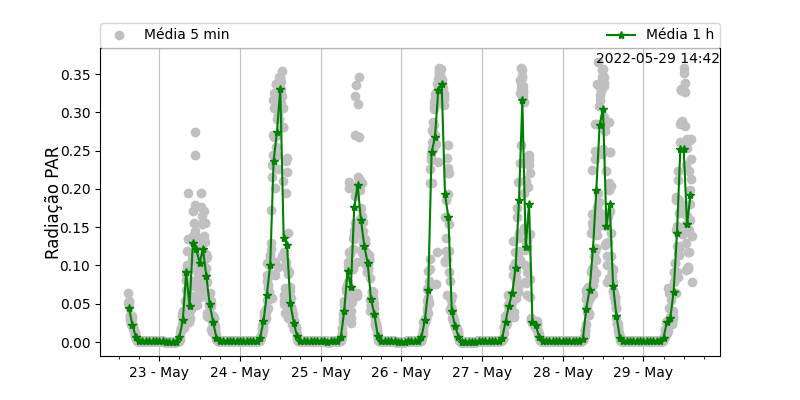 Média 5 min
Média 1 h
2022-05-29 14:42
Radiação PAR
0.35
0.30
0.25
0.20
0.15
0.10
0.05
0.00
23 - May
24 - May
25 - May
26 - May
27 - May
28 - May
29 - May